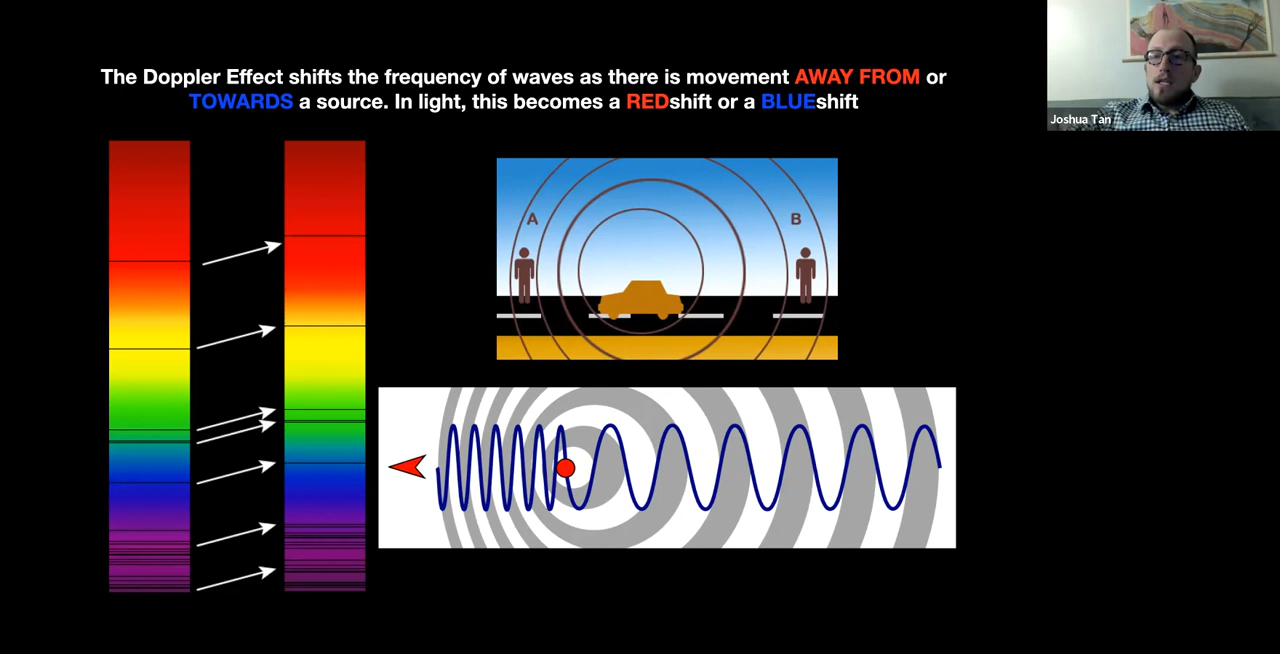 The Doppler Effect shifts the frequency of waves as there is movement AWAY FROM or
TOWARDS a source. In light, this becomes a REDshift or a BLUEshift
Joshua Tan
A
B